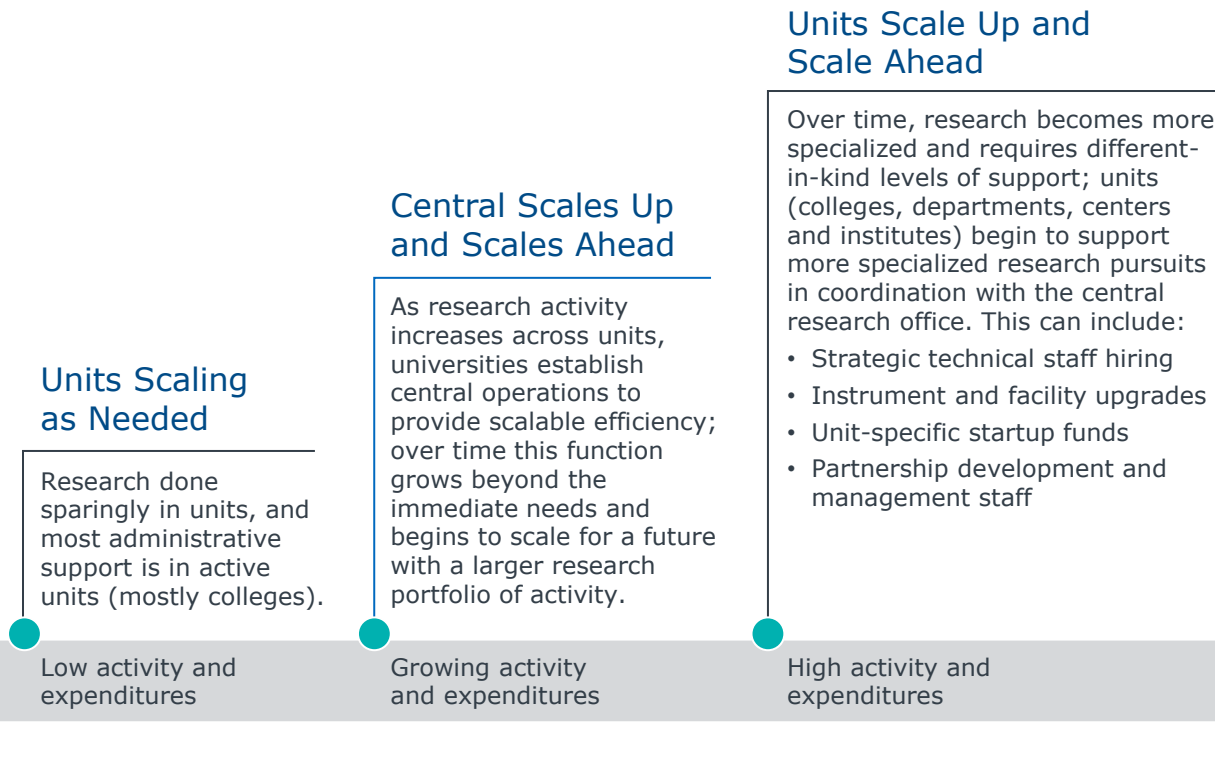 Units Scaling
as Needed
Research done
sparingly in units, and
most administrative
support is in active
units (mostly colleges).
Low activity and
expenditures
Central Scales Up
and Scales Ahead
As research activity
increases across units,
universities establish
central operations to
provide scalable efficiency;
over time this function
grows beyond the
immediate needs and
begins to scale for a future
with a larger research
portfolio of activity.
Growing activity
and expenditures
Units Scale Up and
Scale Ahead
Over time, research becomes more
specialized and requires different-
in-kind levels of support; units
(colleges, departments, centers
and institutes) begin to support
more specialized research pursuits
in coordination with the central
research office. This can include:
• Strategic technical staff hiring
• Instrument and facility upgrades
• Unit-specific startup funds
• Partnership development and
management staff
High activity and
expenditures